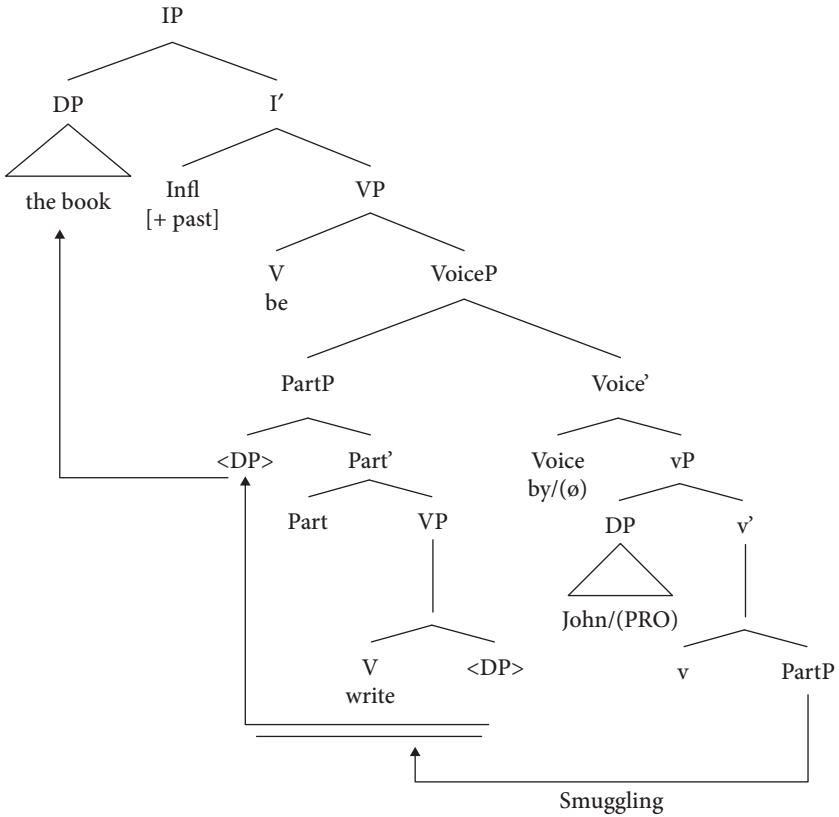 IP
DP I′
the book Infl VP
[+ past]
V VoiceP
be
PartP Voice’
<DP> Part’ Voice vP
by/(ø)
Part VP DP v’
John/(PRO)
V <DP> v PartP
write
Smuggling